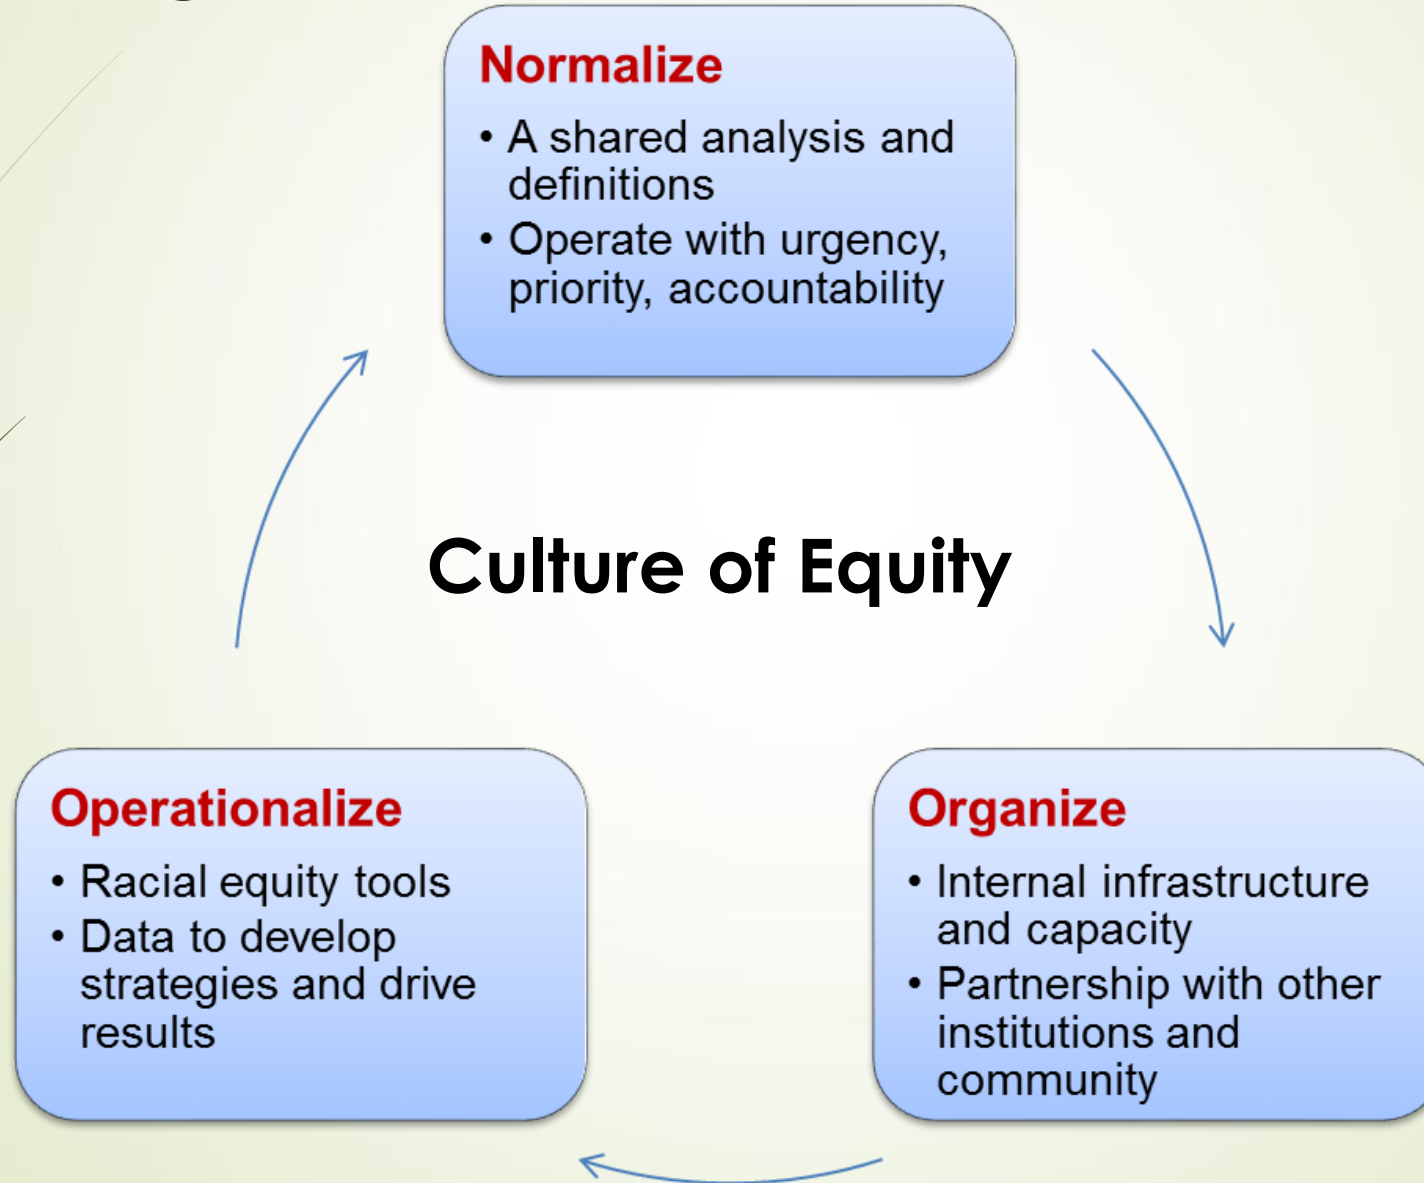 Normalize
• A shared analysis and
definitions
• Operate with urgency,
priority, accountability
Culture of Equity
Operationalize
• Racial equity tools
• Data to develop
strategies and drive
results
Organize
• Internal infrastructure
and capacity
• Partnership with other
institutions and
community